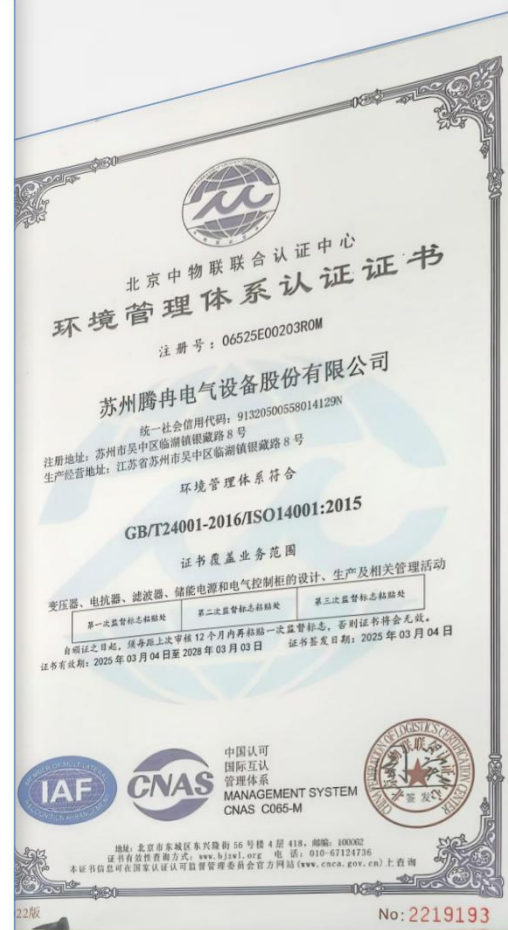 北京中物联联合认证中心
环境管理体系认证证书
注册号：06525E00203R0M
苏州腾冉电气设备股份有限公司
统一社会信用代码：91320500558014129N
注册地址：苏州市吴中区临湖镇银藏路8号
生产经营地址：江苏省苏州市吴中区临湖镇银藏路8号
环境管理体系符合
GB/T24001-2016/ISO14001:2015
证书覆盖业务范围
变压器、电抗器、滤波器、储能电源和电气控制柜的设计、生产及相关管理活动
第一次监督标志粘贴处 第二次监督标志粘贴处 第三次监督标志粘贴处
自颁证之日起，须每距上次审核12个月内再粘贴一次监督标志，否则证书将会无效。
证书有效期：2025年03月04日至2028年03月03日 证书签发日期：2025年03月04日
MEMBER OF MULTILATERAL
IAF
RECOGNITION ARRANGEMENT
CNAS
中国认可
国际互认
管理体系
MANAGEMENT SYSTEM
CNAS C065-M
CHINA FEDERATION OF LOGISTICS CERTIFICATION CENTER
签发
地址：北京市东城区东兴隆街56号楼4层418，邮编：100062
证书有效性查询方式：www.bjzwl.org 电话：010-67124736
本证书信息可在国家认证认可监督管理委员会官方网站(www.cnca.gov.cn)上查询
22版
No:2219193